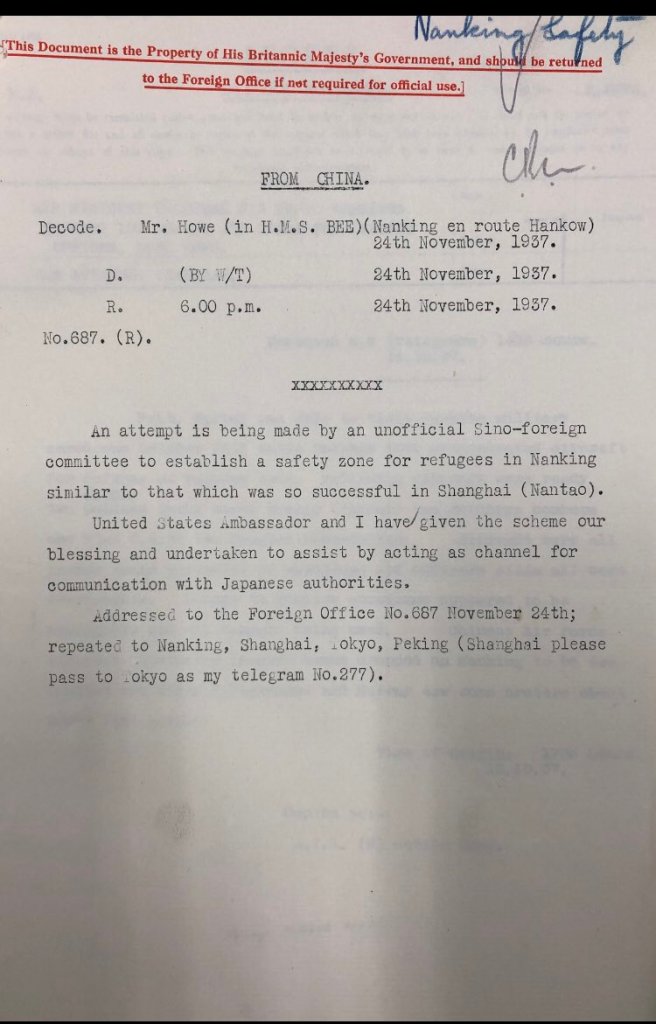 Nanking Safety
[This Document is the Property of His Britannic Majesty's Government, and should be returned
to the Foreign Office if not required for official use.]
FROM CHINA.
Decode. Mr. Howe (in H.M.S. BEE)(Nanking en route Hankow)
24th November, 1937.
D. (BY W/T) 24th November, 1937.
R. 6.00 p.m. 24th November, 1937.
No.687. (R).
XXXXXXXXXX
An attempt is being made by an unofficial Sino-foreign
committee to establish a safety zone for refugees in Nanking
similar to that which was so successful in Shanghai (Nantao).
United States Ambassador and I have/given the scheme our
blessing and undertaken to assist by acting as channel for
communication with Japanese authorities.
Addressed to the Foreign Office No.687 November 24th;
repeated to Nanking, Shanghai, Tokyo, Peking (Shanghai please
pass to Tokyo as my telegram No.277).